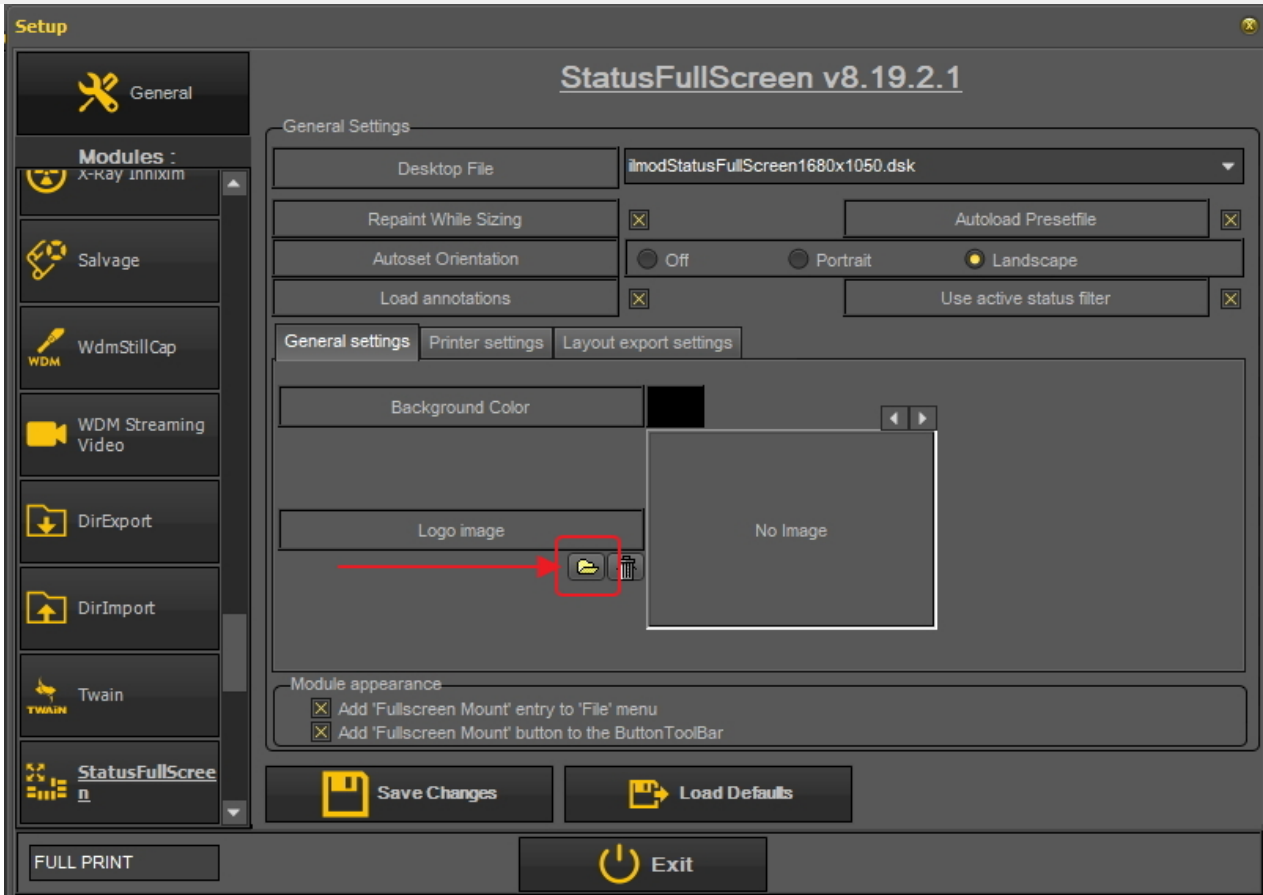 Setup
General
Modules :
X-Ray Innixim
Salvage
WDM
WdmStillCap
WDM Streaming
Video
DirExport
DirImport
TWAIN
Twain
StatusFullScree
n
FULL PRINT
StatusFullScreen v8.19.2.1
General Settings
Desktop File
ilmodStatusFullScreen1680x1050.dsk
Repaint While Sizing
Autoload Presetfile
Autoset Orientation
Off
Portrait
Landscape
Load annotations
Use active status filter
General settings
Printer settings
Layout export settings
Background Color
Logo image
No Image
Module appearance
Add 'Fullscreen Mount' entry to 'File' menu
Add 'Fullscreen Mount' button to the ButtonToolBar
Save Changes
Load Defaults
Exit